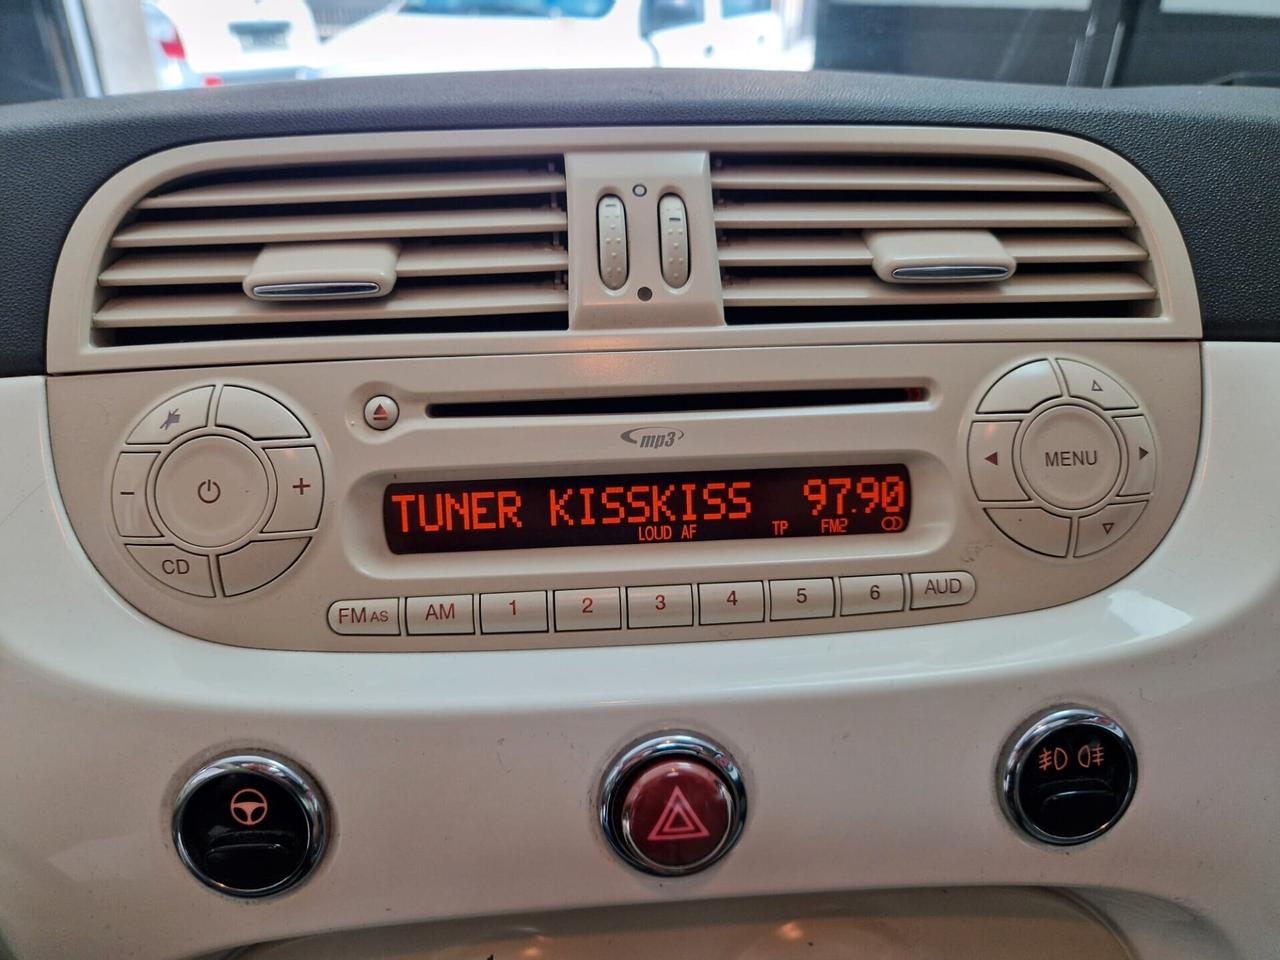 mp3
MENU
TUNER KISSKISS 97.90
LOUD AF TP FM2
- +
CD
FM AS AM 1 2 3 4 5 6 AUD